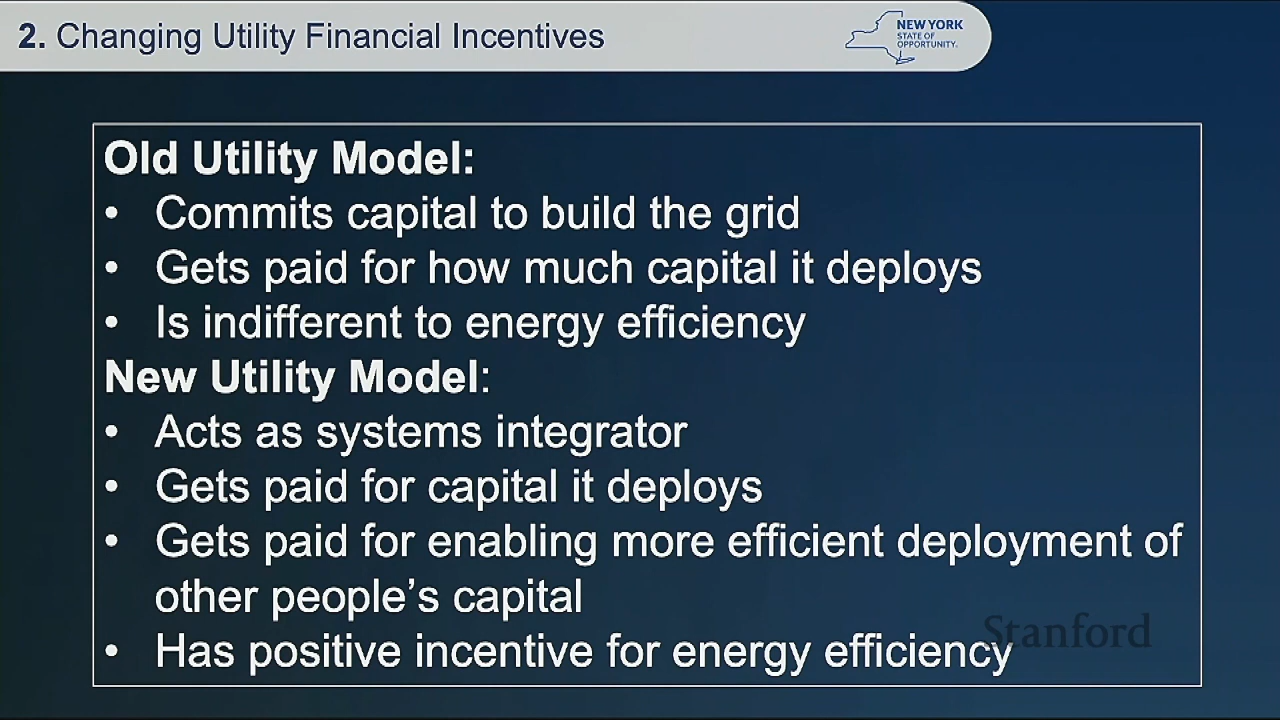 2. Changing Utility Financial Incentives
NEW YORK
STATE OF
OPPORTUNITY.
Old Utility Model:
• Commits capital to build the grid
• Gets paid for how much capital it deploys
• Is indifferent to energy efficiency
New Utility Model:
• Acts as systems integrator
• Gets paid for capital it deploys
• Gets paid for enabling more efficient deployment of
other people’s capital
• Has positive incentive for energy efficiency
Stanford